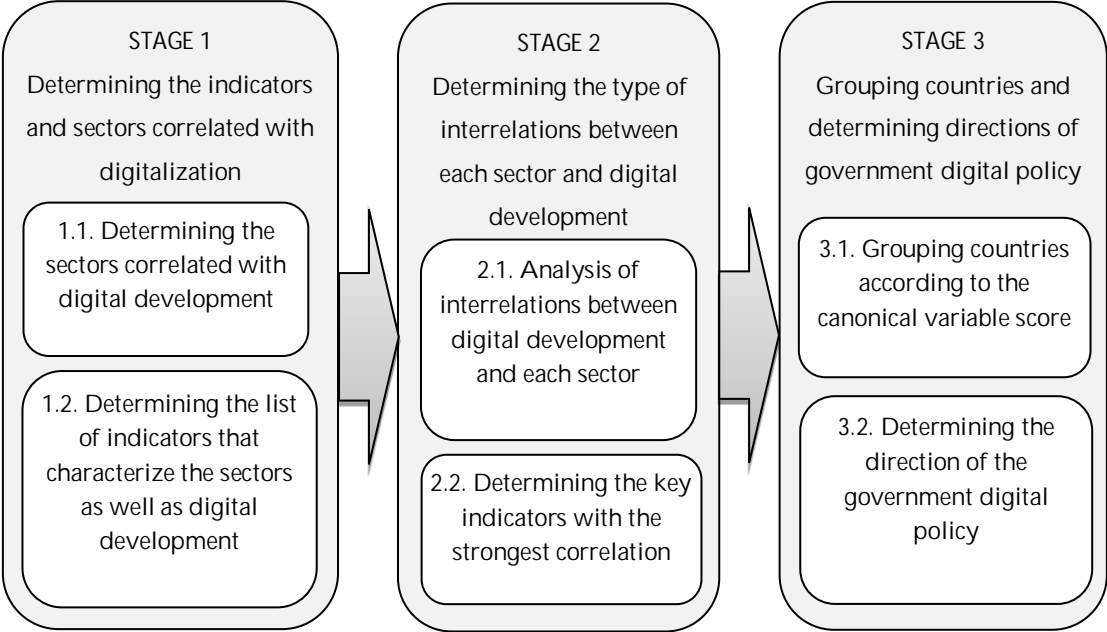 STAGE 1
Determining the indicators
and sectors correlated with
digitalization
1.1. Determining the
sectors correlated with
digital development
1.2. Determining the list
of indicators that
characterize the sectors
as well as digital
development
STAGE 2
Determining the type of
interrelations between
each sector and digital
development
2.1. Analysis of
interrelations between
digital development
and each sector
2.2. Determining the key
indicators with the
strongest correlation
STAGE 3
Grouping countries and
determining directions of
government digital policy
3.1. Grouping countries
according to the
canonical variable score
3.2. Determining the
direction of the
government digital
policy